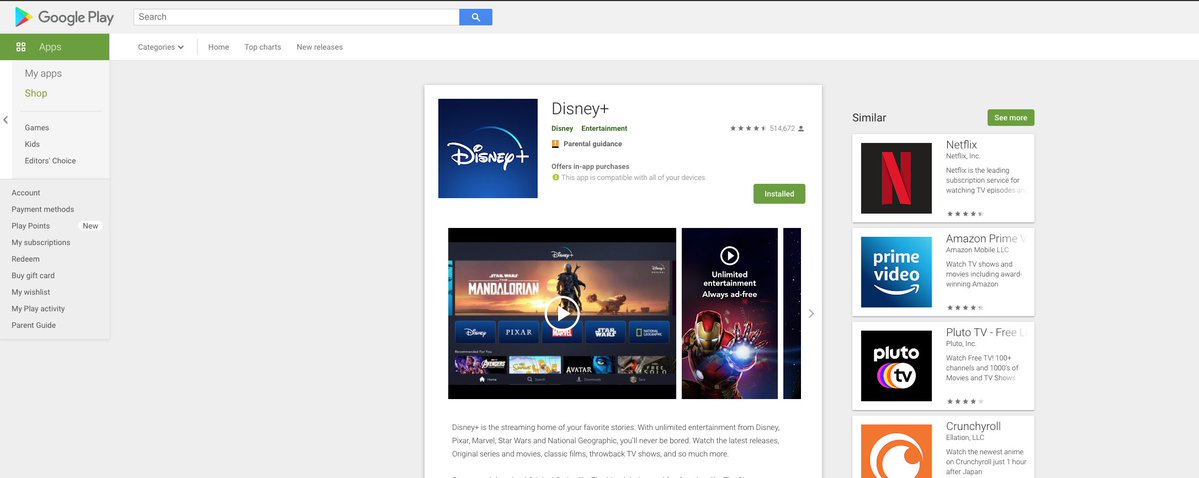 Google Play
Search
Apps
Categories
Home
Top charts
New releases
My apps
Shop
Games
Kids
Editors' Choice
Account
Payment methods
Play Points
New
My subscriptions
Redeem
Buy gift card
My wishlist
My Play activity
Parent Guide
Disney+
Disney+
Disney Entertainment
514,672
Parental guidance
Offers in-app purchases
This app is compatible with all of your devices.
Installed
Disney+
STAR WARS
THE
MANDALORIAN
Disney
PIXAR
MARVEL
STAR WARS
NATIONAL
GEOGRAPHIC
Recommended For You
AVENGERS
THE SIMPSONS
AVATAR
FREE
SOLO
Home
Search
Downloads
Unlimited
entertainment
Always ad-free
Disney+ is the streaming home of your favorite stories. With unlimited entertainment from Disney,
Pixar, Marvel, Star Wars and National Geographic, you'll never be bored. Watch the latest releases,
Original series and movies, classic films, throwback TV shows, and so much more.
Similar
See more
N
Netflix
Netflix, Inc.
Netflix is the leading
subscription service for
watching TV episodes an
prime
video
Amazon Prime V
Amazon Mobile LLC
Watch TV shows and
movies including award-
winning Amazon
pluto
tv
Pluto TV - Free L
Pluto, Inc.
Watch Free TV! 100+
channels and 1000's of
Movies and TV Shows
Crunchyroll
Ellation, LLC
Watch the newest anime
on Crunchyroll just 1 hour
after Japan